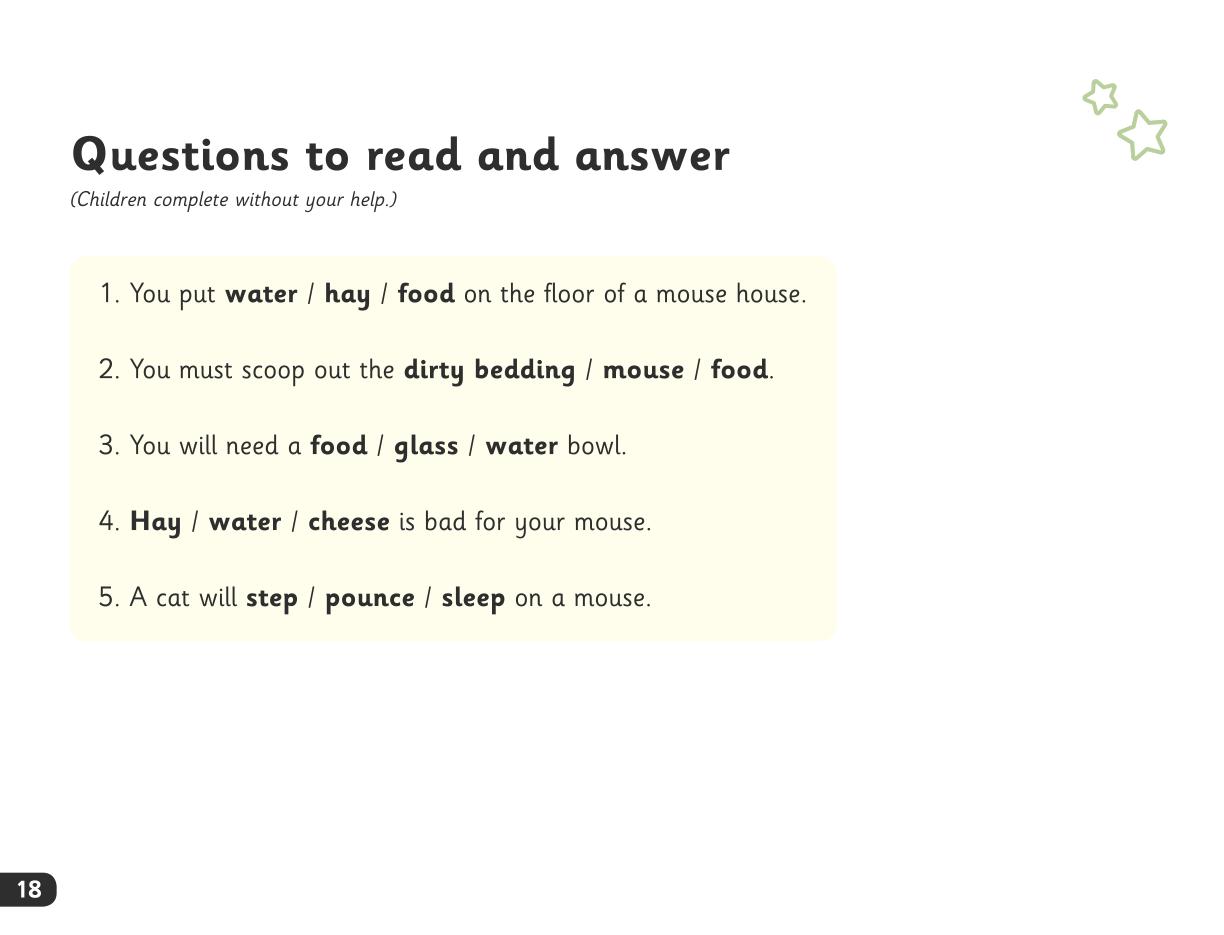 Questions to read and answer
(Children complete without your help.)
1. You put water / hay / food on the floor of a mouse house.
2. You must scoop out the dirty bedding / mouse / food.
3. You will need a food / glass / water bowl.
4. Hay / water / cheese is bad for your mouse.
5. A cat will step / pounce / sleep on a mouse.
18